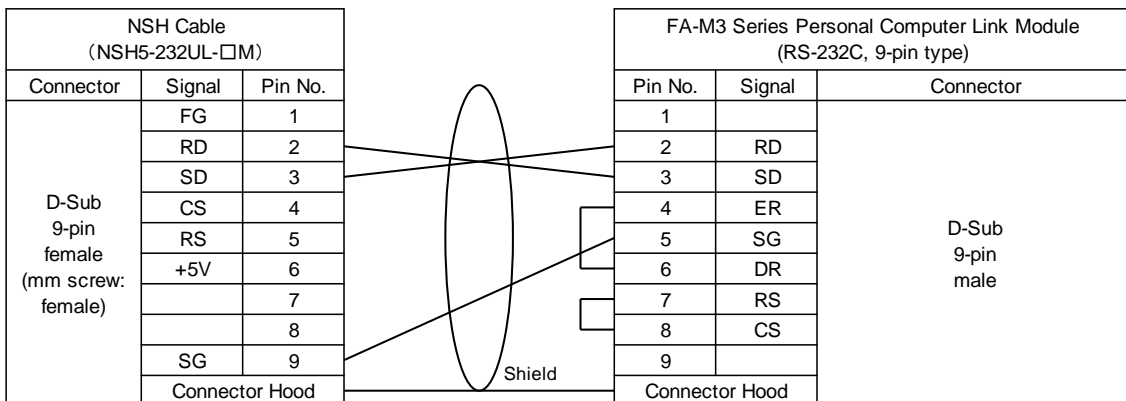 NSH Cable
（NSH5-232UL-□M）
FA-M3 Series Personal Computer Link Module
(RS-232C, 9-pin type)
Connector Signal Pin No. Pin No. Signal Connector
FG 1 1
RD 2 2 RD
SD 3 3 SD
CS 4 4 ER
RS 5 5 SG
+5V 6 6 DR
7 7 RS
8 8 CS
SG 9 9
D-Sub
9-pin
female
(mm screw:
female)
D-Sub
9-pin
male
Shield
Connector Hood Connector Hood